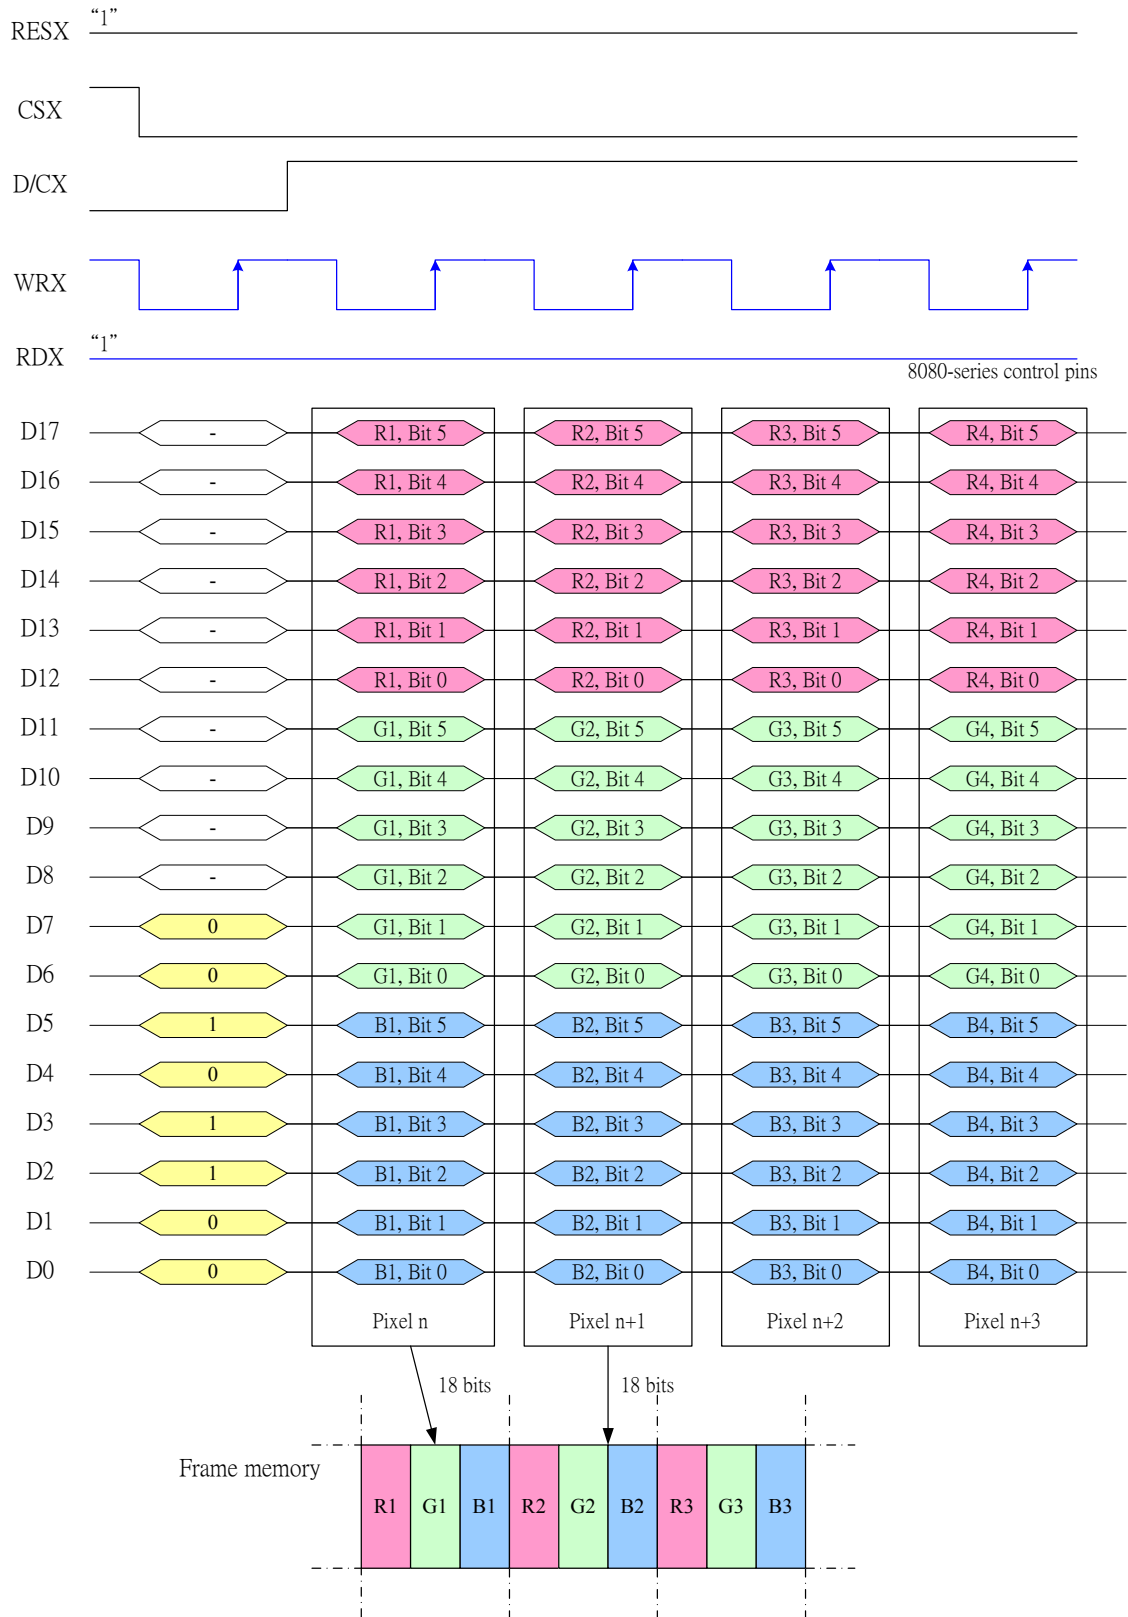 RESX “1”
CSX
D/CX
WRX
RDX “1”
8080-series control pins
D17 - R1, Bit 5 R2, Bit 5 R3, Bit 5 R4, Bit 5
D16 - R1, Bit 4 R2, Bit 4 R3, Bit 4 R4, Bit 4
D15 - R1, Bit 3 R2, Bit 3 R3, Bit 3 R4, Bit 3
D14 - R1, Bit 2 R2, Bit 2 R3, Bit 2 R4, Bit 2
D13 - R1, Bit 1 R2, Bit 1 R3, Bit 1 R4, Bit 1
D12 - R1, Bit 0 R2, Bit 0 R3, Bit 0 R4, Bit 0
D11 - G1, Bit 5 G2, Bit 5 G3, Bit 5 G4, Bit 5
D10 - G1, Bit 4 G2, Bit 4 G3, Bit 4 G4, Bit 4
D9 - G1, Bit 3 G2, Bit 3 G3, Bit 3 G4, Bit 3
D8 - G1, Bit 2 G2, Bit 2 G3, Bit 2 G4, Bit 2
D7 0 G1, Bit 1 G2, Bit 1 G3, Bit 1 G4, Bit 1
D6 0 G1, Bit 0 G2, Bit 0 G3, Bit 0 G4, Bit 0
D5 1 B1, Bit 5 B2, Bit 5 B3, Bit 5 B4, Bit 5
D4 0 B1, Bit 4 B2, Bit 4 B3, Bit 4 B4, Bit 4
D3 1 B1, Bit 3 B2, Bit 3 B3, Bit 3 B4, Bit 3
D2 1 B1, Bit 2 B2, Bit 2 B3, Bit 2 B4, Bit 2
D1 0 B1, Bit 1 B2, Bit 1 B3, Bit 1 B4, Bit 1
D0 0 B1, Bit 0 B2, Bit 0 B3, Bit 0 B4, Bit 0
Pixel n Pixel n+1 Pixel n+2 Pixel n+3
18 bits 18 bits
Frame memory
R1 G1 B1 R2 G2 B2 R3 G3 B3